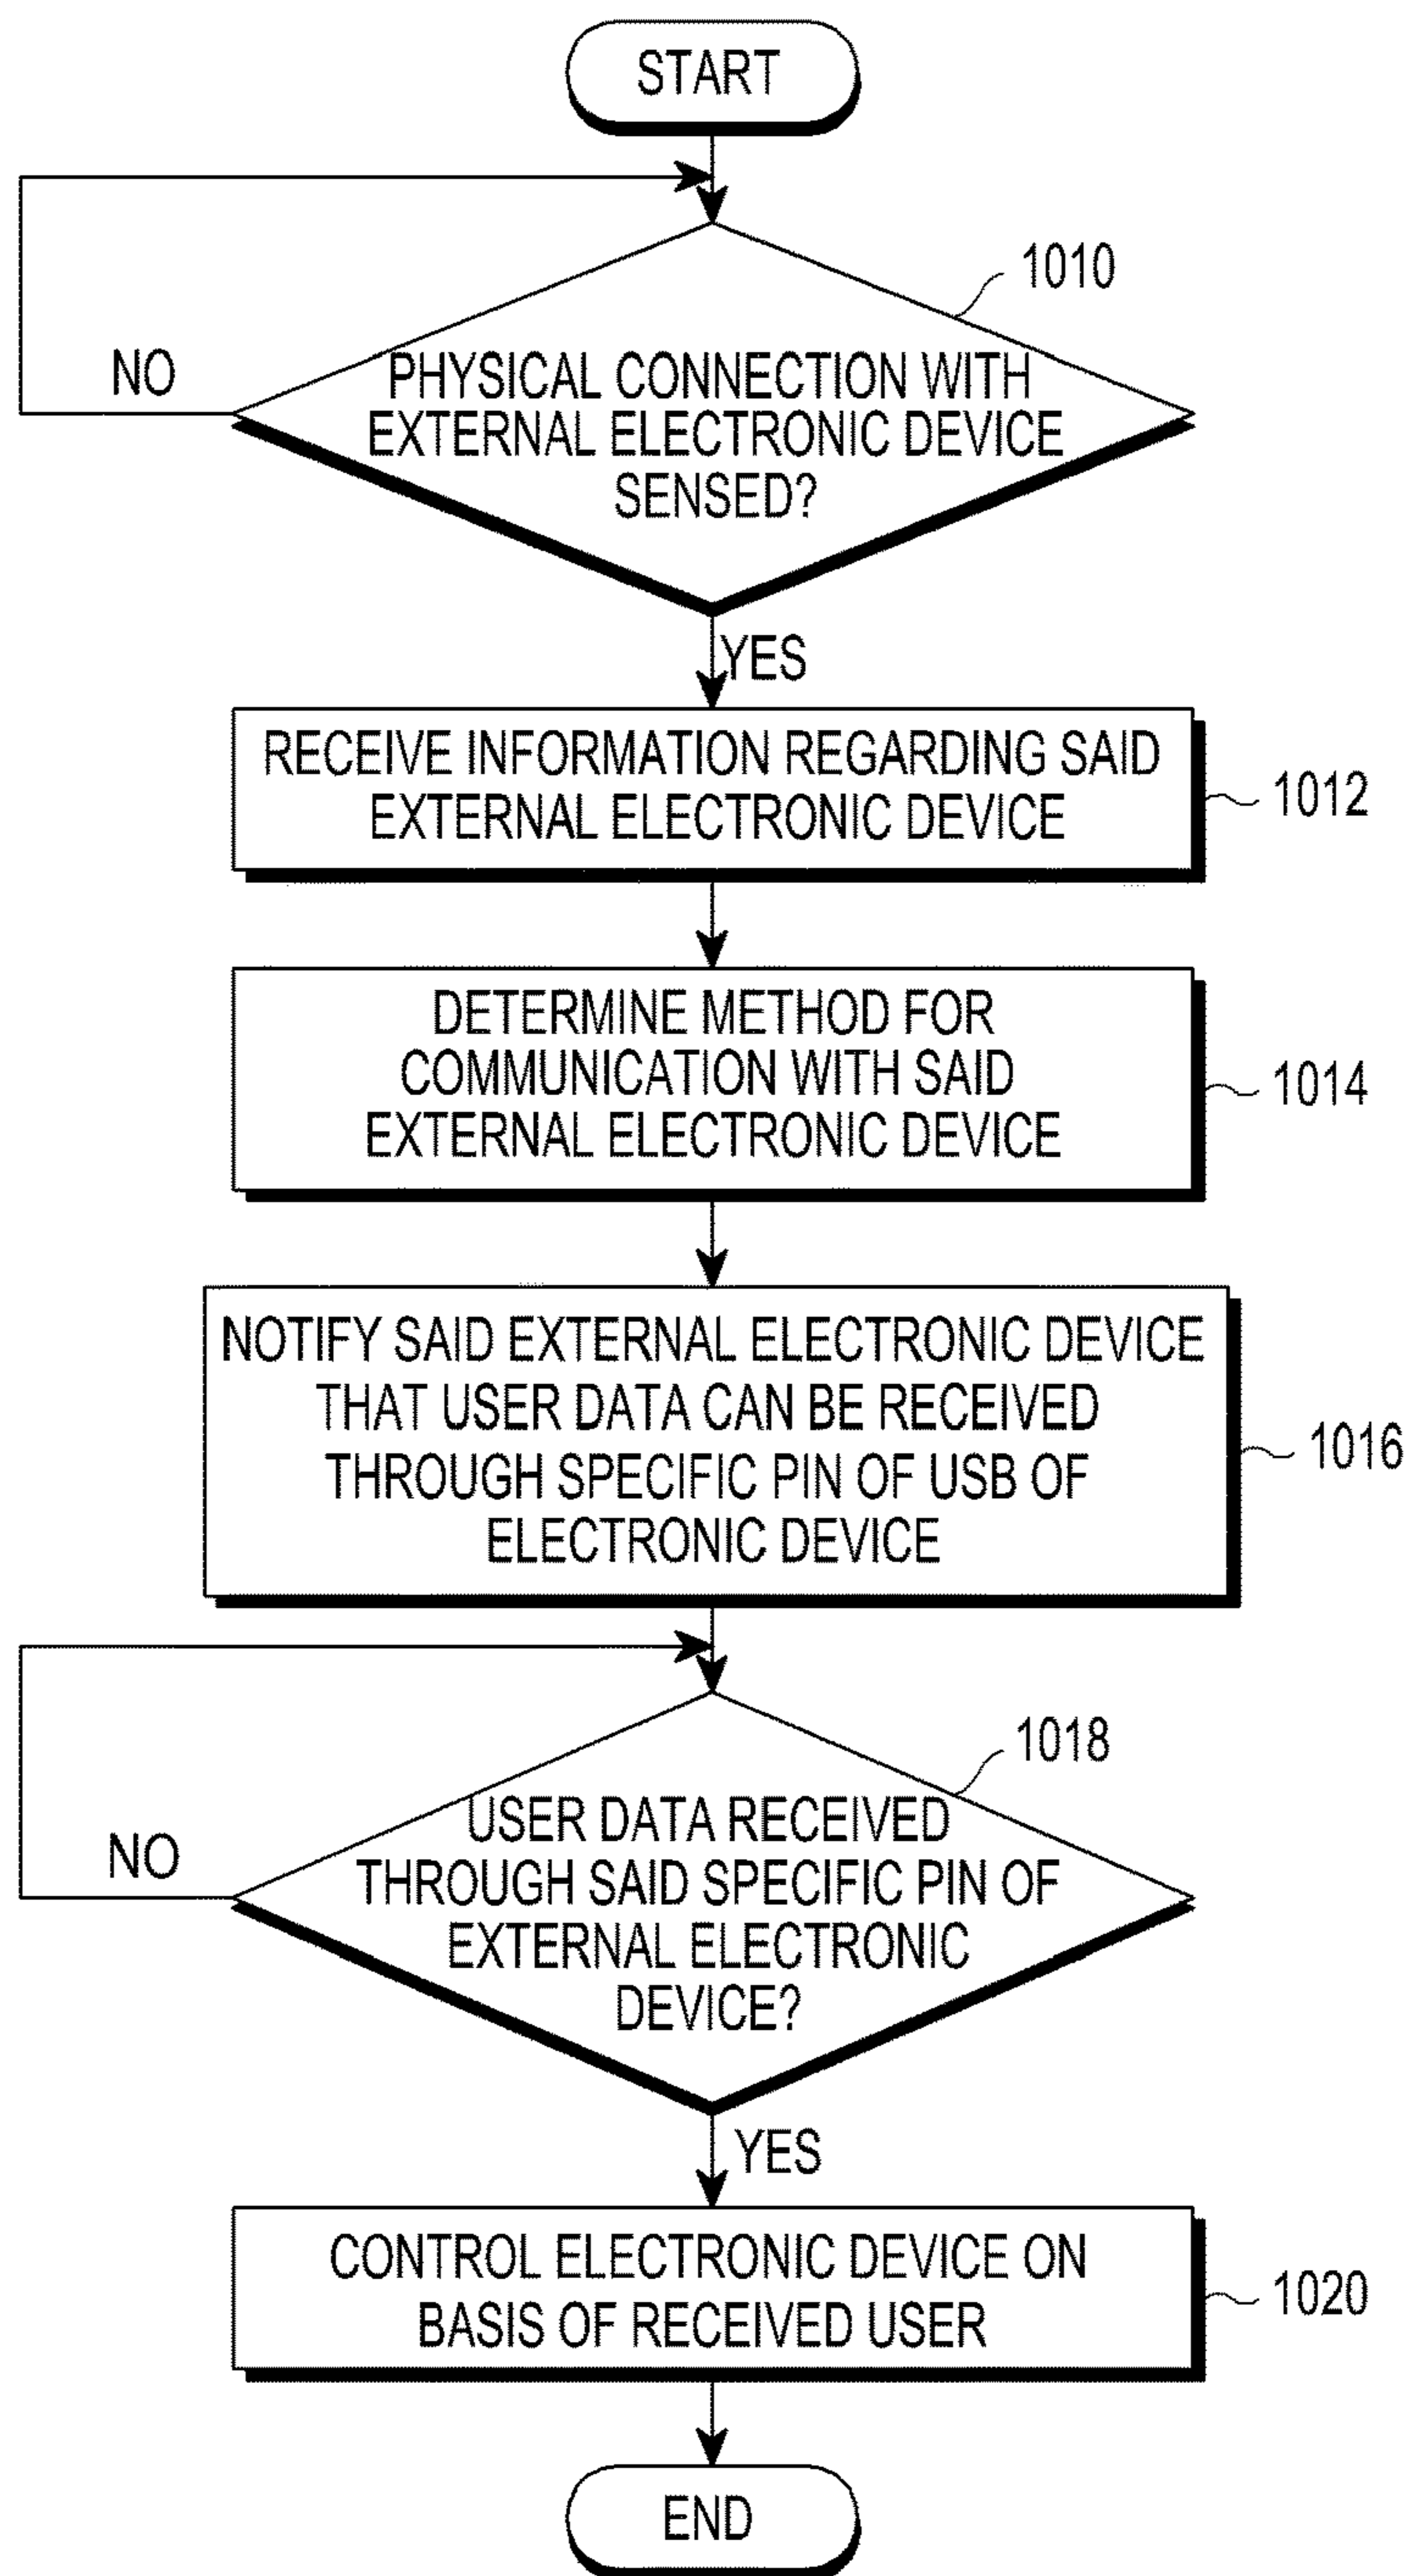 START
1010
NO
PHYSICAL CONNECTION WITH
EXTERNAL ELECTRONIC DEVICE
SENSED?
YES
RECEIVE INFORMATION REGARDING SAID
EXTERNAL ELECTRONIC DEVICE
1012
DETERMINE METHOD FOR
COMMUNICATION WITH SAID
EXTERNAL ELECTRONIC DEVICE
1014
NOTIFY SAID EXTERNAL ELECTRONIC DEVICE
THAT USER DATA CAN BE RECEIVED
THROUGH SPECIFIC PIN OF USB OF
ELECTRONIC DEVICE
1016
1018
NO
USER DATA RECEIVED
THROUGH SAID SPECIFIC PIN OF
EXTERNAL ELECTRONIC
DEVICE?
YES
CONTROL ELECTRONIC DEVICE ON
BASIS OF RECEIVED USER
1020
END